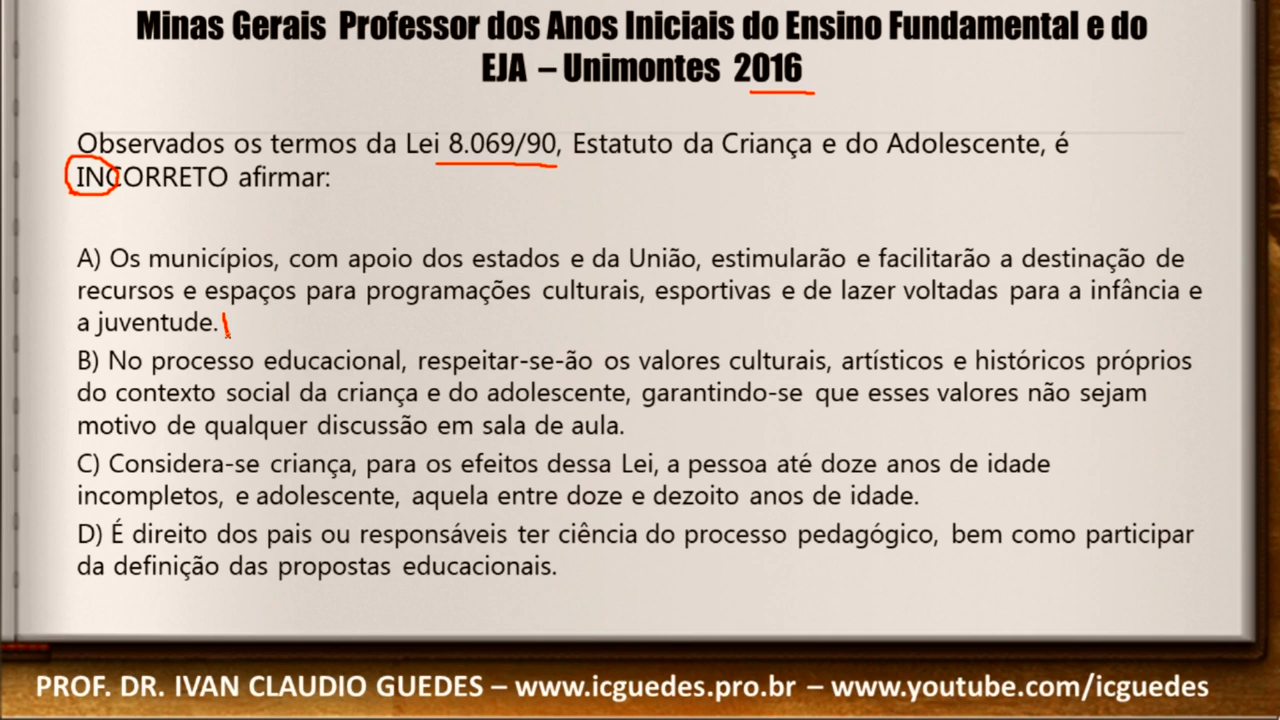 Minas Gerais Professor dos Anos Iniciais do Ensino Fundamental e do
EJA – Unimontes 2016
Observados os termos da Lei 8.069/90, Estatuto da Criança e do Adolescente, é
INCORRETO afirmar:
A) Os municípios, com apoio dos estados e da União, estimularão e facilitarão a destinação de
recursos e espaços para programações culturais, esportivas e de lazer voltadas para a infância e
a juventude.
B) No processo educacional, respeitar-se-ão os valores culturais, artísticos e históricos próprios
do contexto social da criança e do adolescente, garantindo-se que esses valores não sejam
motivo de qualquer discussão em sala de aula.
C) Considera-se criança, para os efeitos dessa Lei, a pessoa até doze anos de idade
incompletos, e adolescente, aquela entre doze e dezoito anos de idade.
D) É direito dos pais ou responsáveis ter ciência do processo pedagógico, bem como participar
da definição das propostas educacionais.
PROF. DR. IVAN CLAUDIO GUEDES – www.icguedes.pro.br – www.youtube.com/icguedes